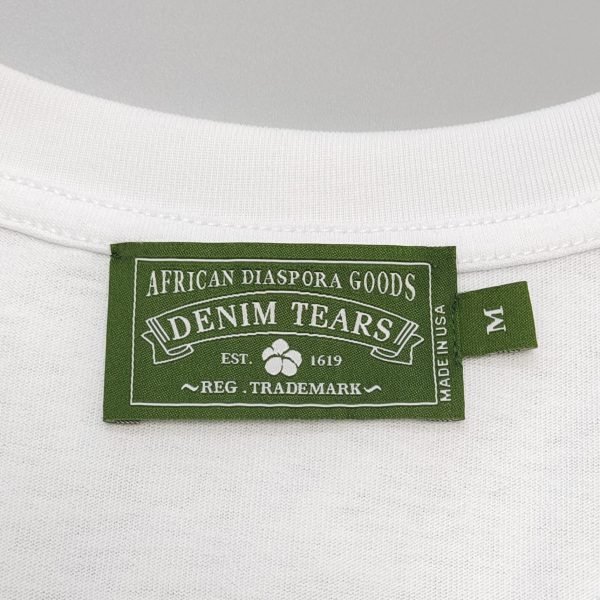 AFRICAN DIASPORA GOODS
DENIM TEARS
EST. 1619
~REG . TRADEMARK~
MADE IN USA
M